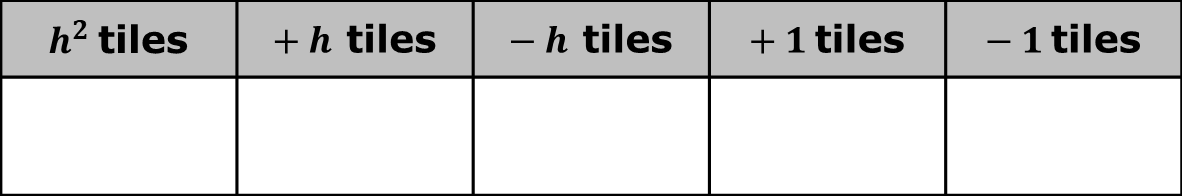 h² tiles + h tiles − h tiles + 1 tiles − 1 tiles